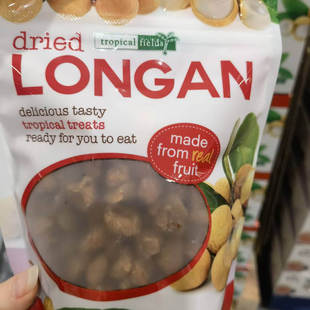 dried
tropical fields
LONGAN
delicious tasty
tropical treats
ready for you to eat
made
from real
fruit